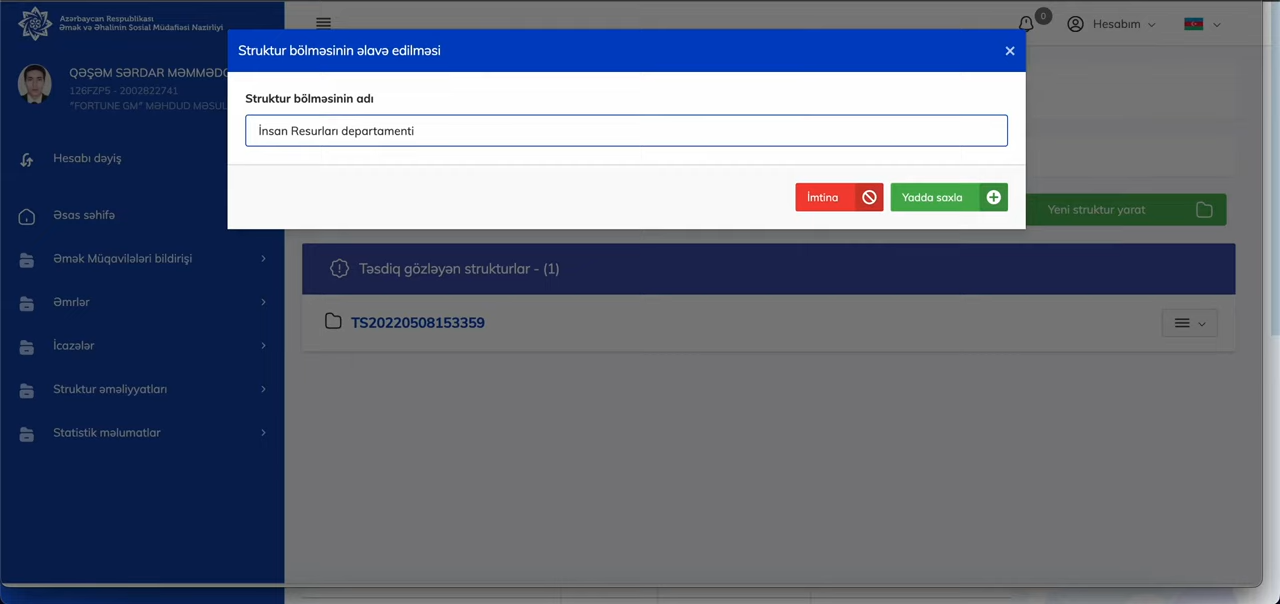 Azərbaycan Respublikası
Əmək və Əhalinin Sosial Müdafiəsi Nazirliyi
0
Hesabım
Struktur bölməsinin əlavə edilməsi
QƏŞƏM SƏRDAR MƏMMƏDO
126FZP5 - 2002822741
"FORTUNE GM" MƏHDUD MƏSUL
Struktur bölməsinin adı
İnsan Resurları departamenti
İmtina
Yadda saxla
Hesabı dəyiş
Əsas səhifə
Əmək Müqavilələri bildirişi
Əmrlər
İcazələr
Struktur əməliyyatları
Statistik məlumatlar
Yeni struktur yarat
Təsdiq gözləyən strukturlar - (1)
TS20220508153359